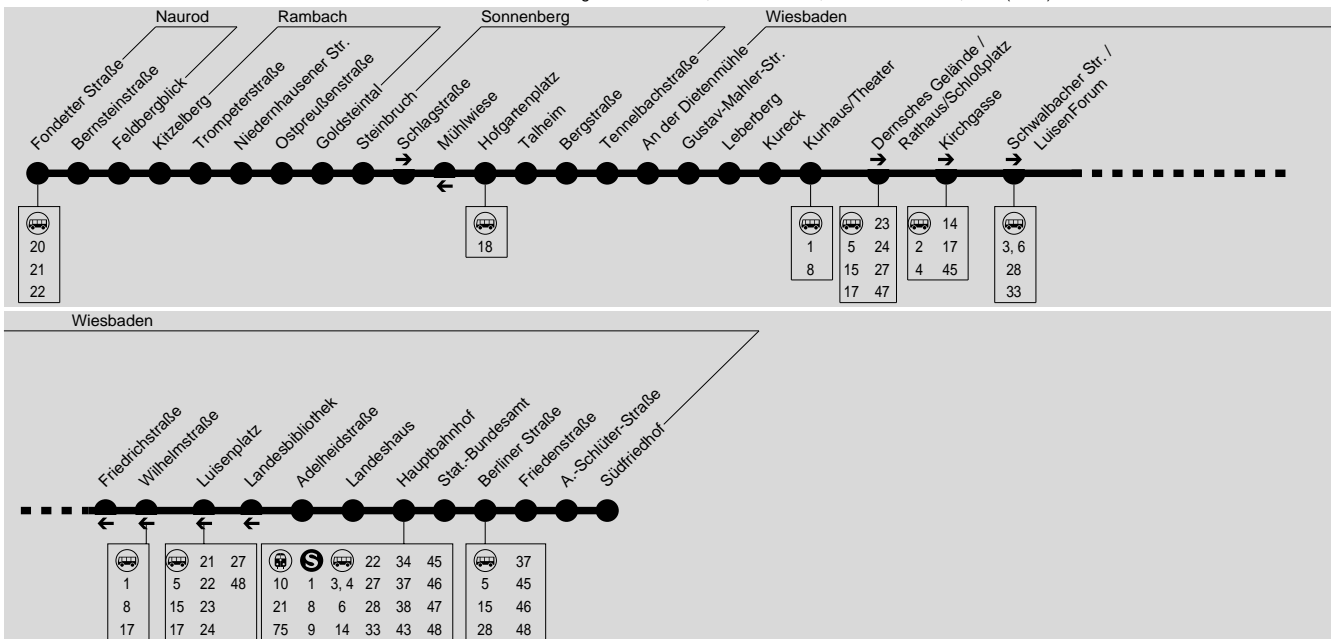 Naurod
Rambach
Sonnenberg
Wiesbaden
Fondetter Straße
Bernsteinstraße
Feldbergblick
Kitzelberg
Trompeterstraße
Niedernhausener Str.
Ostpreußenstraße
Goldsteintal
Steinbruch
Schlagstraße
Mühlwiese
Hofgartenplatz
Talheim
Bergstraße
Tennelbachstraße
An der Dietenmühle
Gustav-Mahler-Str.
Leberberg
Kureck
Kurhaus/Theater
Dernsches Gelände /
Rathaus/Schloßplatz
Kirchgasse
Schwalbacher Str. /
LuisenForum
20
21
22
18
1
8
23
5 24
15 27
17 47
14
2 17
4 45
3, 6
28
33
Wiesbaden
Friedrichstraße
Wilhelmstraße
Luisenplatz
Landesbibliothek
Adelheidstraße
Landeshaus
Hauptbahnhof
Stat.-Bundesamt
Berliner Straße
Friedenstraße
A.-Schlüter-Straße
Südfriedhof
1
8
17
21 27
5 22 48
15 23
17 24
S 22 34 45
10 1 3, 4 27 37 46
21 8 6 28 38 47
75 9 14 33 43 48
37
5 45
15 46
28 48